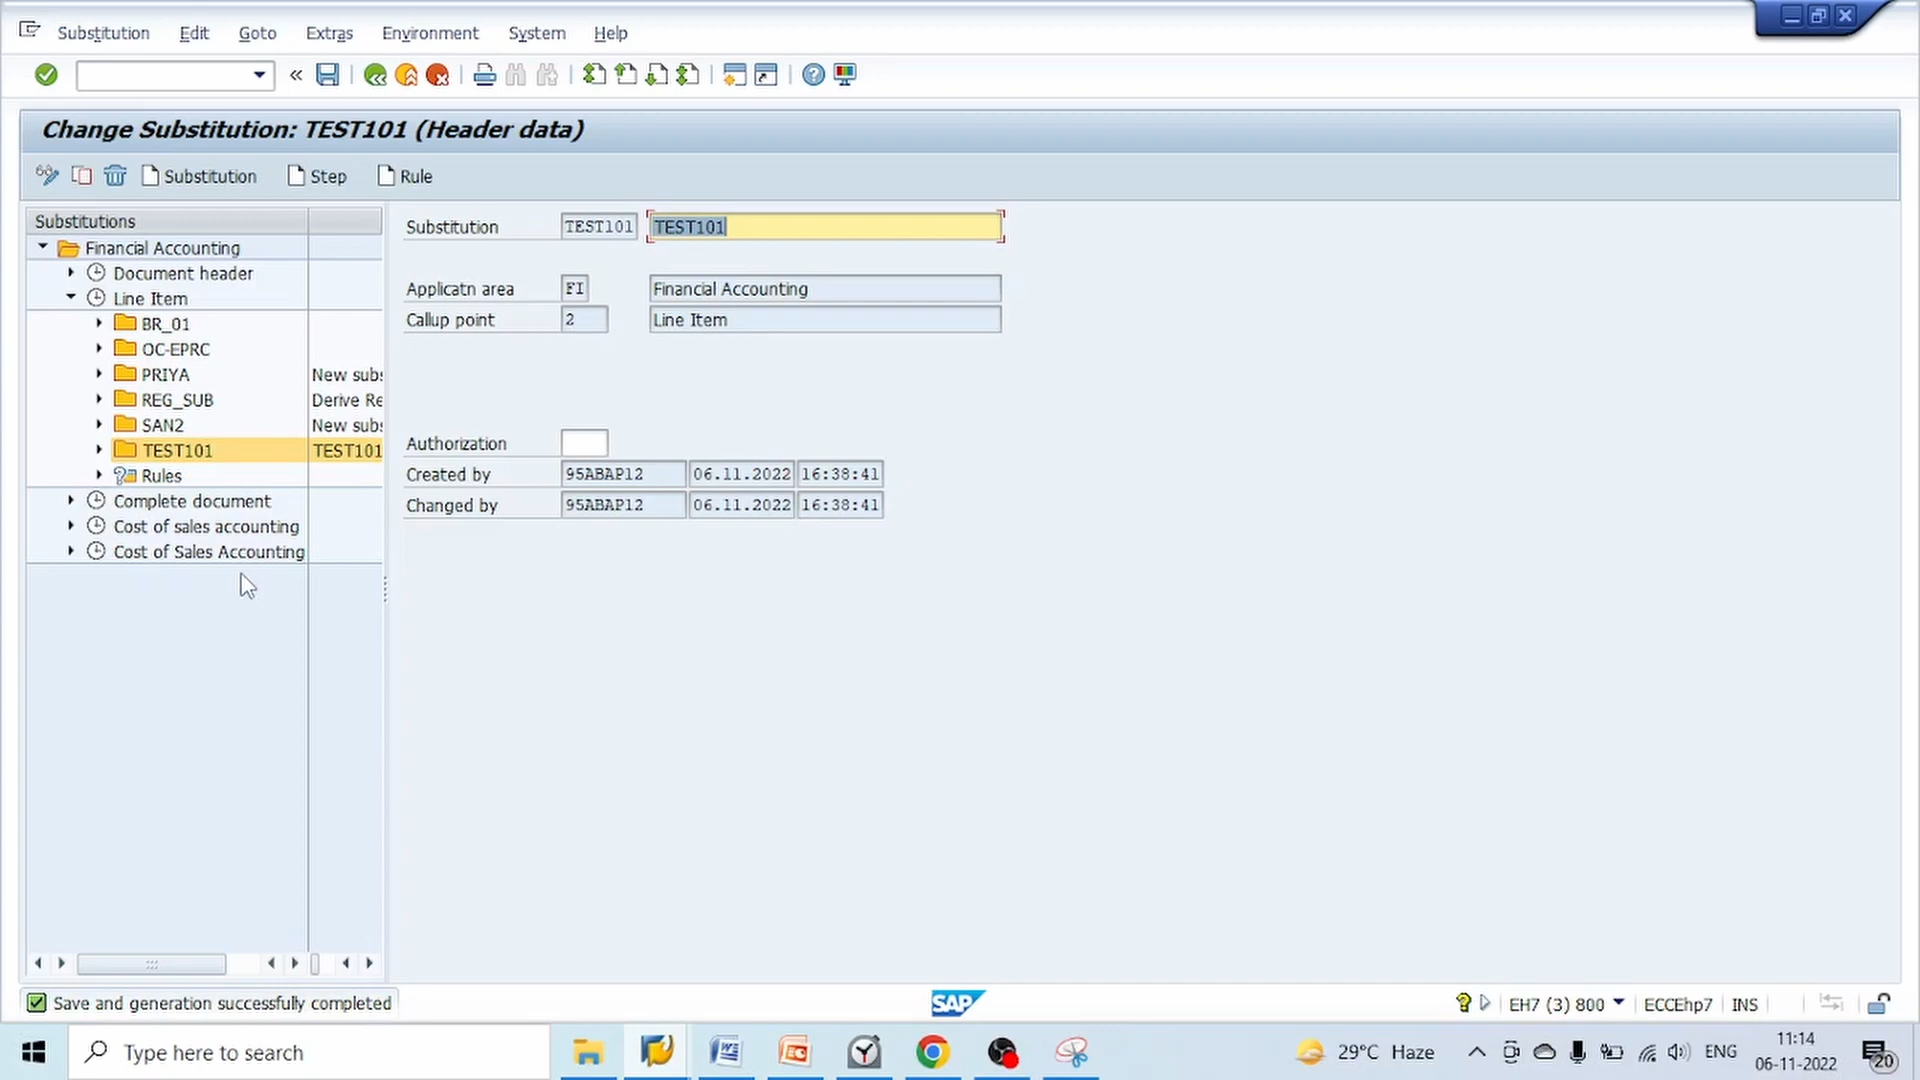 Substitution Edit Goto Extras Environment System Help
Change Substitution: TEST101 (Header data)
Substitution Step Rule
Substitutions
Financial Accounting
Document header
Line Item
BR_01
OC-EPRC
PRIYA New subs
REG_SUB Derive Re
SAN2 New subs
TEST101 TEST101
Rules
Complete document
Cost of sales accounting
Cost of Sales Accounting
Substitution TEST101 TEST101
Applicatn area FI Financial Accounting
Callup point 2 Line Item
Authorization
Created by 95ABAP12 06.11.2022 16:38:41
Changed by 95ABAP12 06.11.2022 16:38:41
Save and generation successfully completed
SAP
EH7 (3) 800 ECCEhp7 INS
Type here to search
29°C Haze
ENG
11:14
06-11-2022
20